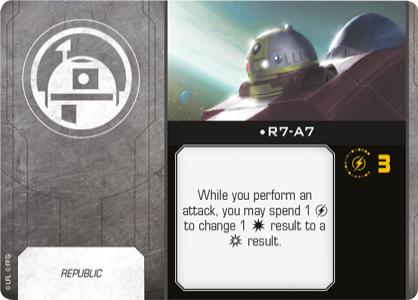 •R7-A7
3
While you perform an
attack, you may spend 1
to change 1 result to a
result.
REPUBLIC
© LFL © FFG